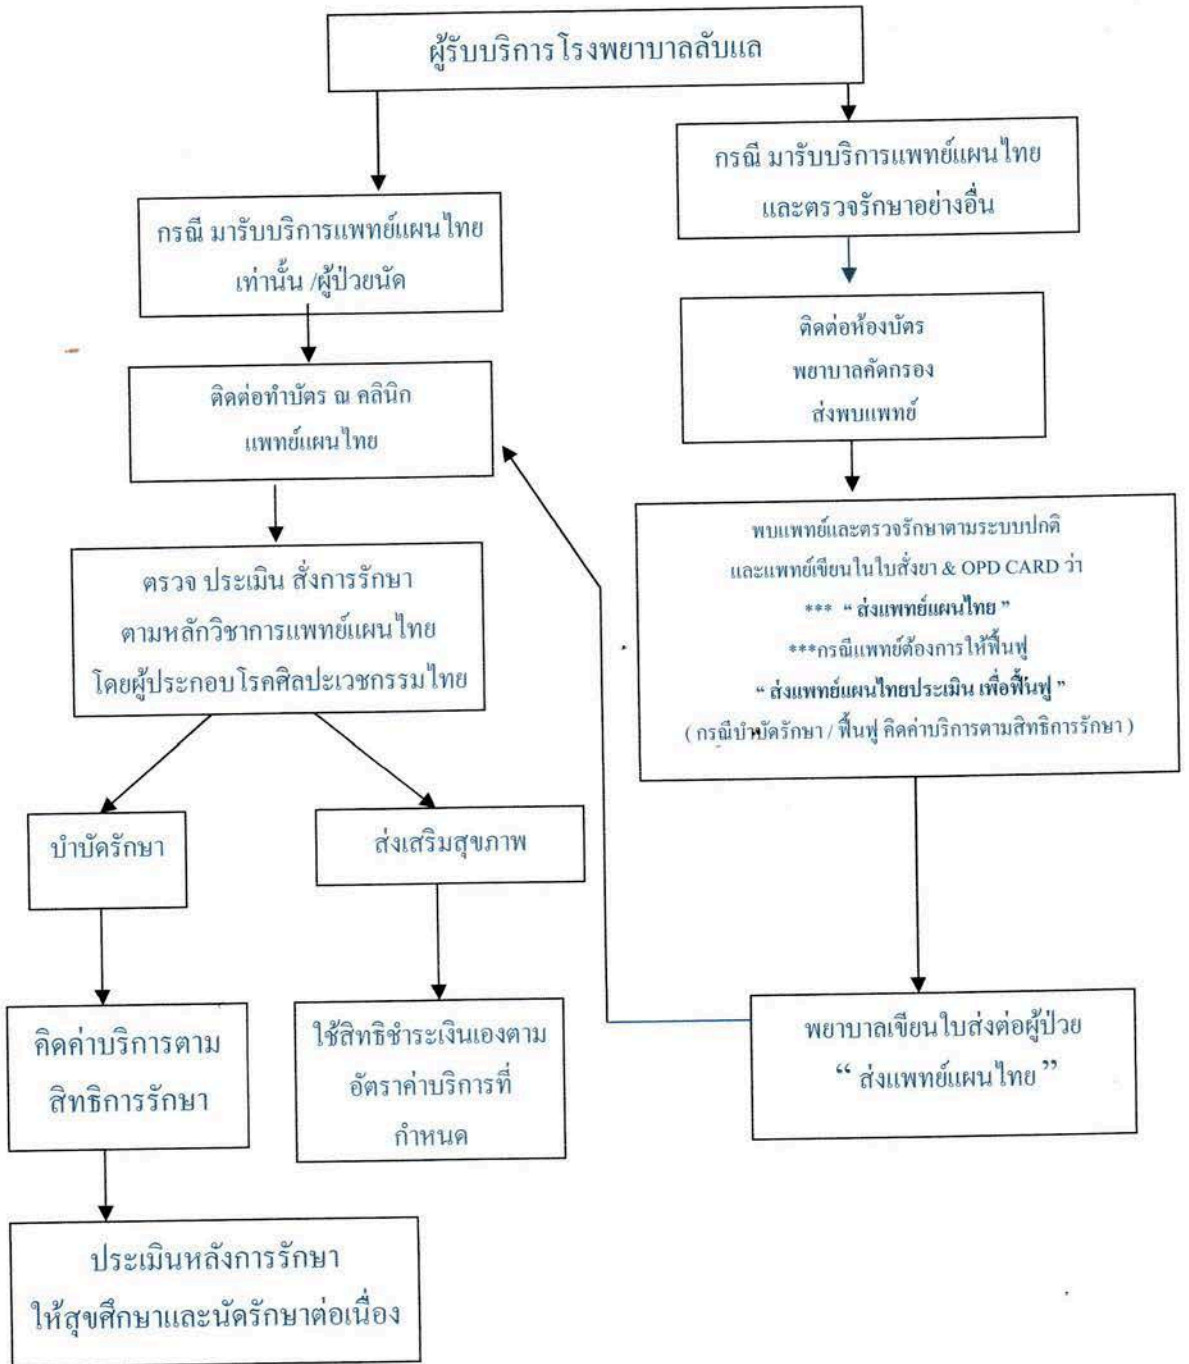 ผู้รับบริการโรงพยาบาลลับแล
กรณี มารับบริการแพทย์แผนไทย
และตรวจรักษาอย่างอื่น
กรณี มารับบริการแพทย์แผนไทย
เท่านั้น /ผู้ป่วยนัด
ติดต่อห้องบัตร
พยาบาลคัดกรอง
ส่งพบแพทย์
ติดต่อทำบัตร ณ คลินิก
แพทย์แผนไทย
พบแพทย์และตรวจรักษาตามระบบปกติ
และแพทย์เขียนในใบสั่งยา & OPD CARD ว่า
*** “ ส่งแพทย์แผนไทย ”
***กรณีแพทย์ต้องการให้ฟื้นฟู
“ ส่งแพทย์แผนไทยประเมิน เพื่อฟื้นฟู ”
( กรณีบำบัดรักษา / ฟื้นฟู คิดค่าบริการตามสิทธิการรักษา )
ตรวจ ประเมิน สั่งการรักษา
ตามหลักวิชาการแพทย์แผนไทย
โดยผู้ประกอบโรคศิลปะเวชกรรมไทย
บำบัดรักษา
ส่งเสริมสุขภาพ
คิดค่าบริการตาม
สิทธิการรักษา
ใช้สิทธิชำระเงินเองตาม
อัตราค่าบริการที่
กำหนด
พยาบาลเขียนใบส่งต่อผู้ป่วย
“ ส่งแพทย์แผนไทย ”
ประเมินหลังการรักษา
ให้สุขศึกษาและนัดรักษาต่อเนื่อง